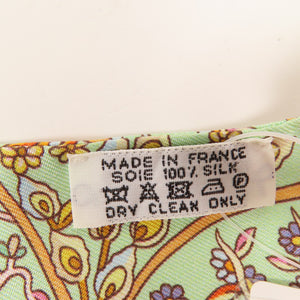 MADE IN FRANCE
SOIE 100% SILK
P
DRY CLEAN ONLY